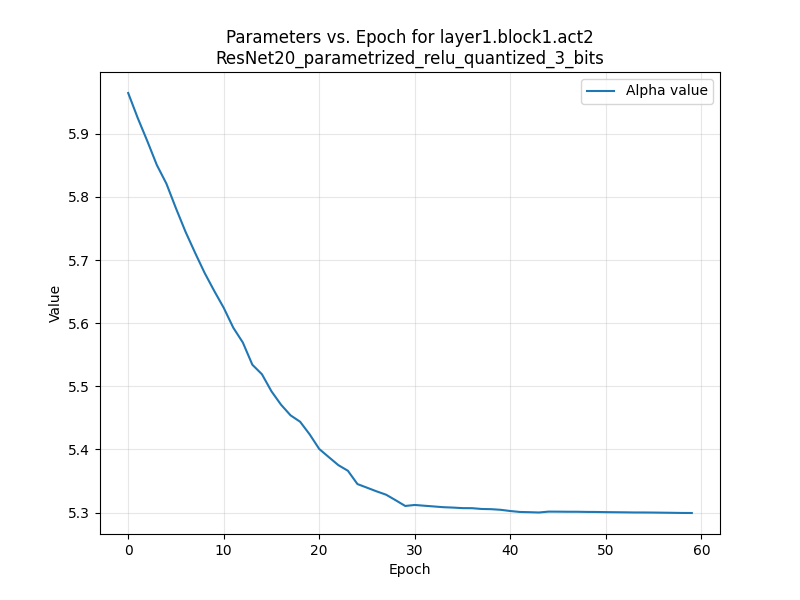 Parameters vs. Epoch for layer1.block1.act2
ResNet20_parametrized_relu_quantized_3_bits
Alpha value
5.9
5.8
5.7
5.6
5.5
5.4
5.3
Value
0 10 20 30 40 50 60
Epoch